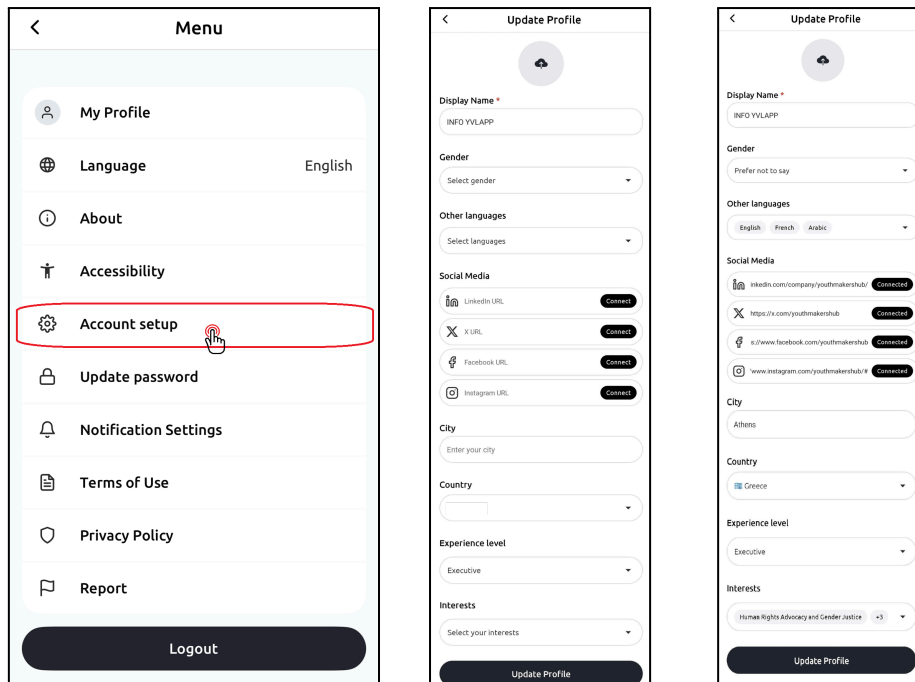 Menu
My Profile
Language English
About
Accessibility
Account setup
Update password
Notification Settings
Terms of Use
Privacy Policy
Report
Logout
Update Profile
Display Name *
INFO YVLAPP
Gender
Select gender
Other languages
Select languages
Social Media
LinkedIn URL Connect
X URL Connect
Facebook URL Connect
Instagram URL Connect
City
Enter your city
Country
Experience level
Executive
Interests
Select your interests
Update Profile
Update Profile
Display Name *
INFO YVLAPP
Gender
Prefer not to say
Other languages
English French Arabic
Social Media
inkedin.com/company/youthmakershub/ Connected
https://x.com/youthmakershub Connected
s://www.facebook.com/youthmakershub Connected
'www.instagram.com/youthmakershub/# Connected
City
Athens
Country
Greece
Experience level
Executive
Interests
Human Rights Advocacy and Gender Justice +3
Update Profile